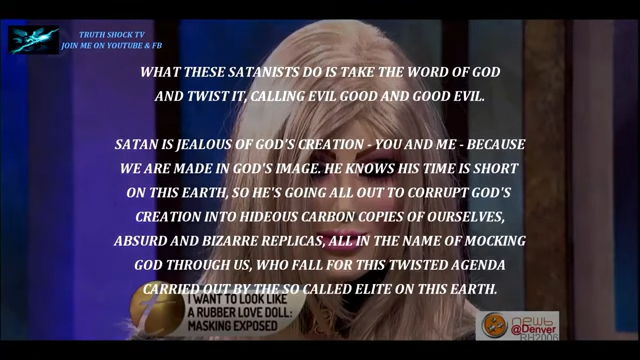 TRUTH SHOCK TV
JOIN ME ON YOUTUBE & FB
WHAT THESE SATANISTS DO IS TAKE THE WORD OF GOD
AND TWIST IT, CALLING EVIL GOOD AND GOOD EVIL.
SATAN IS JEALOUS OF GOD'S CREATION - YOU AND ME - BECAUSE
WE ARE MADE IN GOD'S IMAGE. HE KNOWS HIS TIME IS SHORT
ON THIS EARTH, SO HE'S GOING ALL OUT TO CORRUPT GOD'S
CREATION INTO HIDEOUS CARBON COPIES OF OURSELVES,
ABSURD AND BIZARRE REPLICAS, ALL IN THE NAME OF MOCKING
GOD THROUGH US, WHO FALL FOR THIS TWISTED AGENDA
CARRIED OUT BY THE SO CALLED ELITE ON THIS EARTH.
I WANT TO LOOK LIKE
A RUBBER LOVE DOLL:
MASKING EXPOSED
@Denver